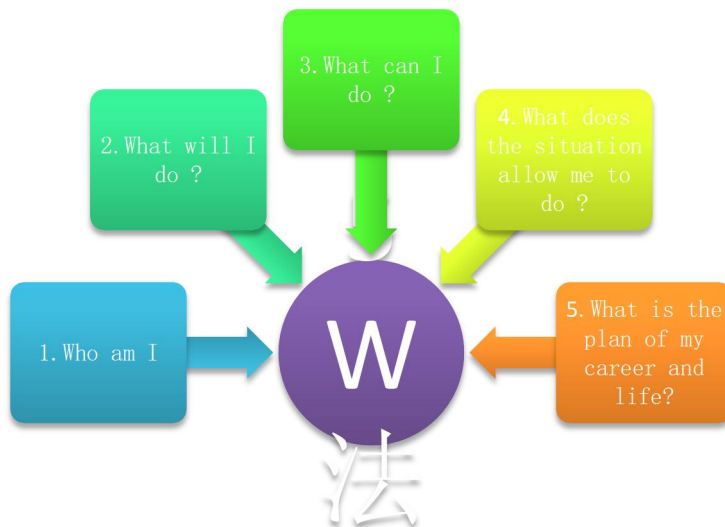 1. Who am I
2. What will I
do ?
3. What can I
do ?
4. What does
the situation
allow me to
do ?
5. What is the
plan of my
career and
life?
W
法